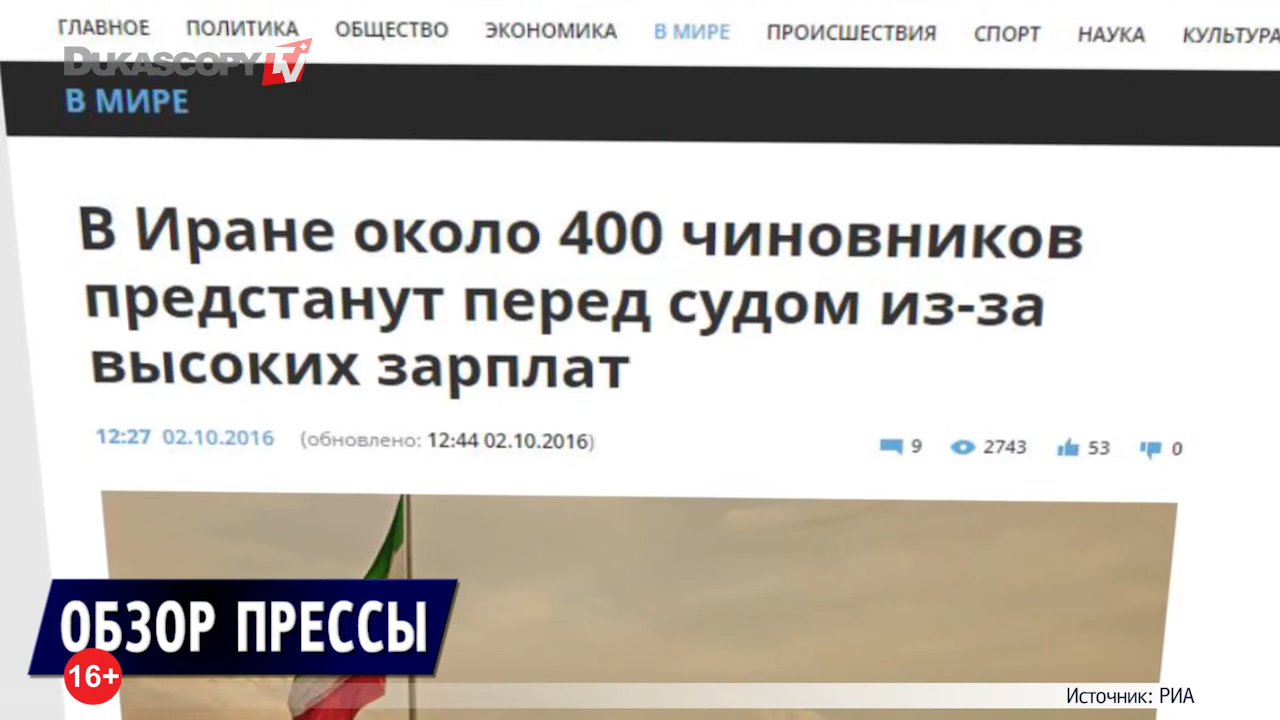 ГЛАВНОЕ ПОЛИТИКА ОБЩЕСТВО ЭКОНОМИКА В МИРЕ ПРОИСШЕСТВИЯ СПОРТ НАУКА КУЛЬТУРА
DUKASCOPY TV
В МИРЕ
В Иране около 400 чиновников
предстанут перед судом из-за
высоких зарплат
12:27 02.10.2016 (обновлено: 12:44 02.10.2016)
9 2743 53 0
ОБЗОР ПРЕССЫ
16+
Источник: РИА